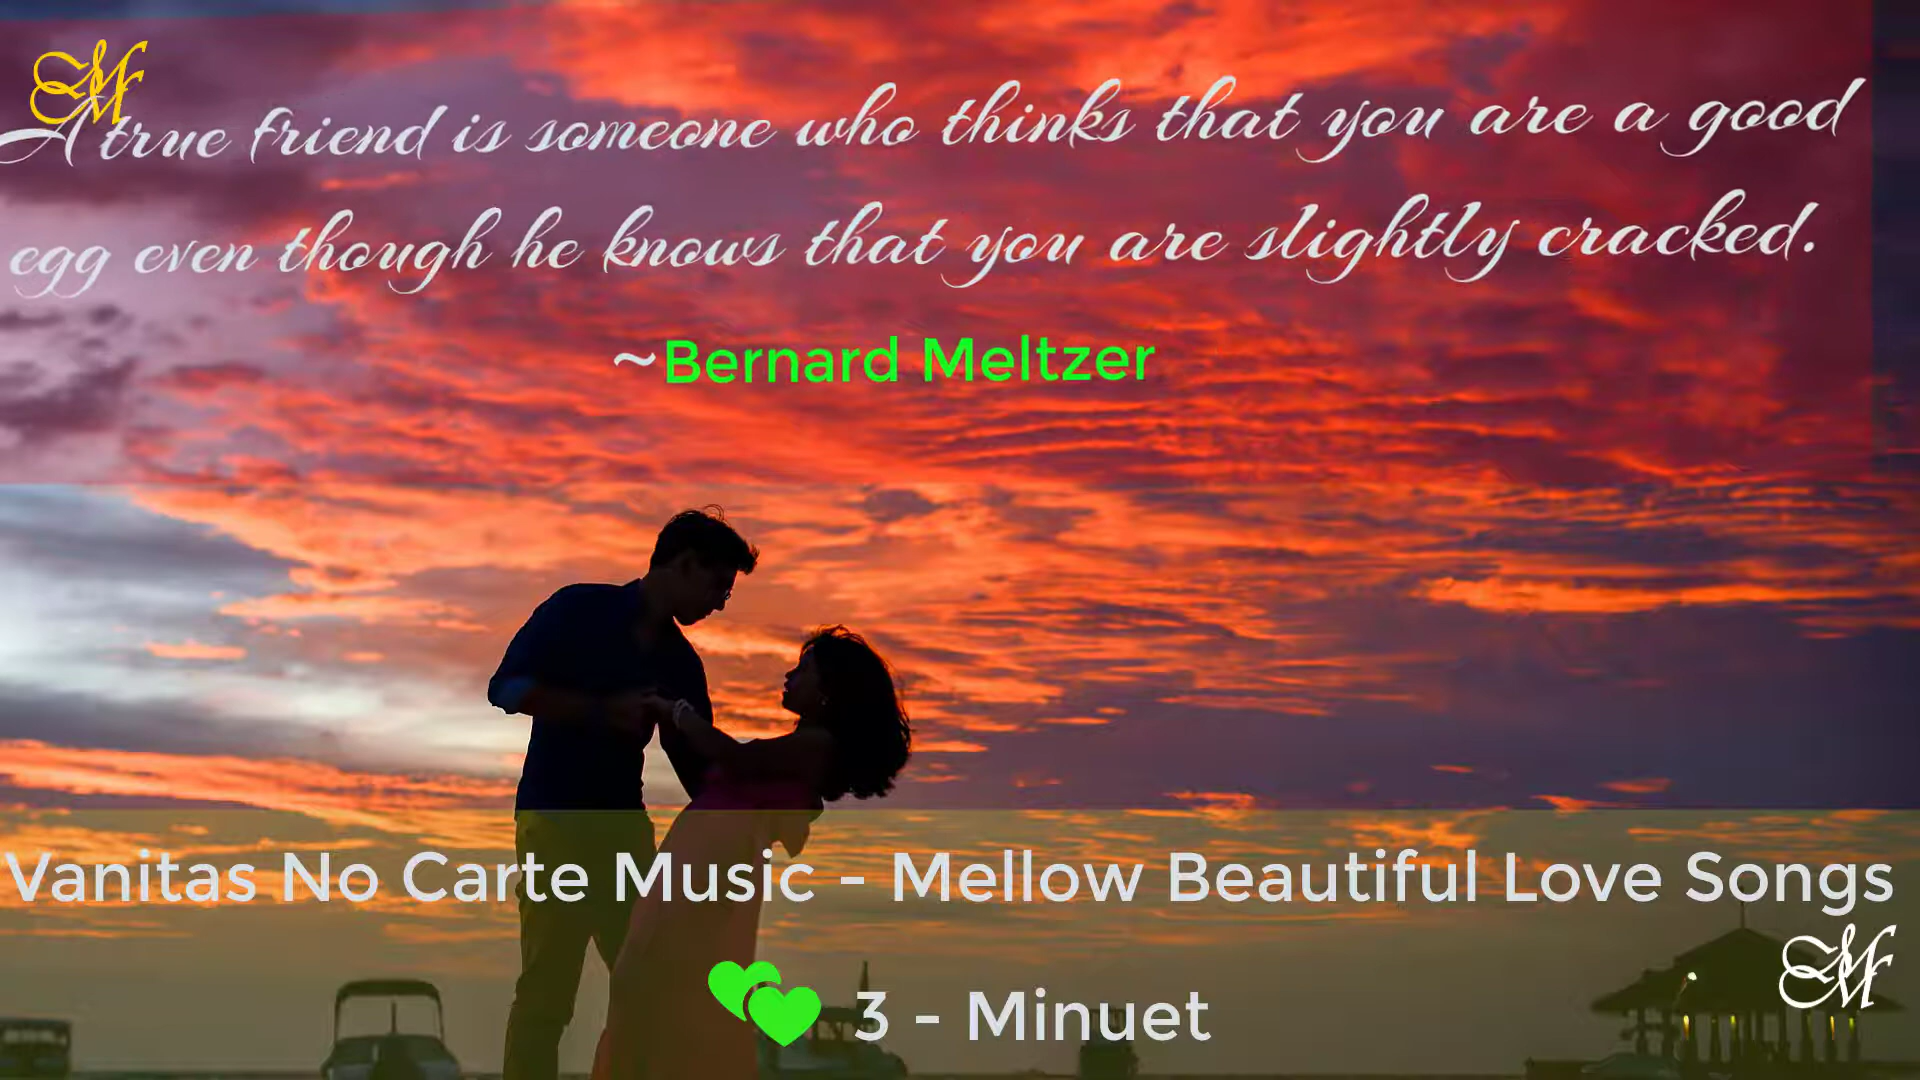 M
A true friend is someone who thinks that you are a good
egg even though he knows that you are slightly cracked.
~Bernard Meltzer
Vanitas No Carte Music - Mellow Beautiful Love Songs
M
3 - Minuet